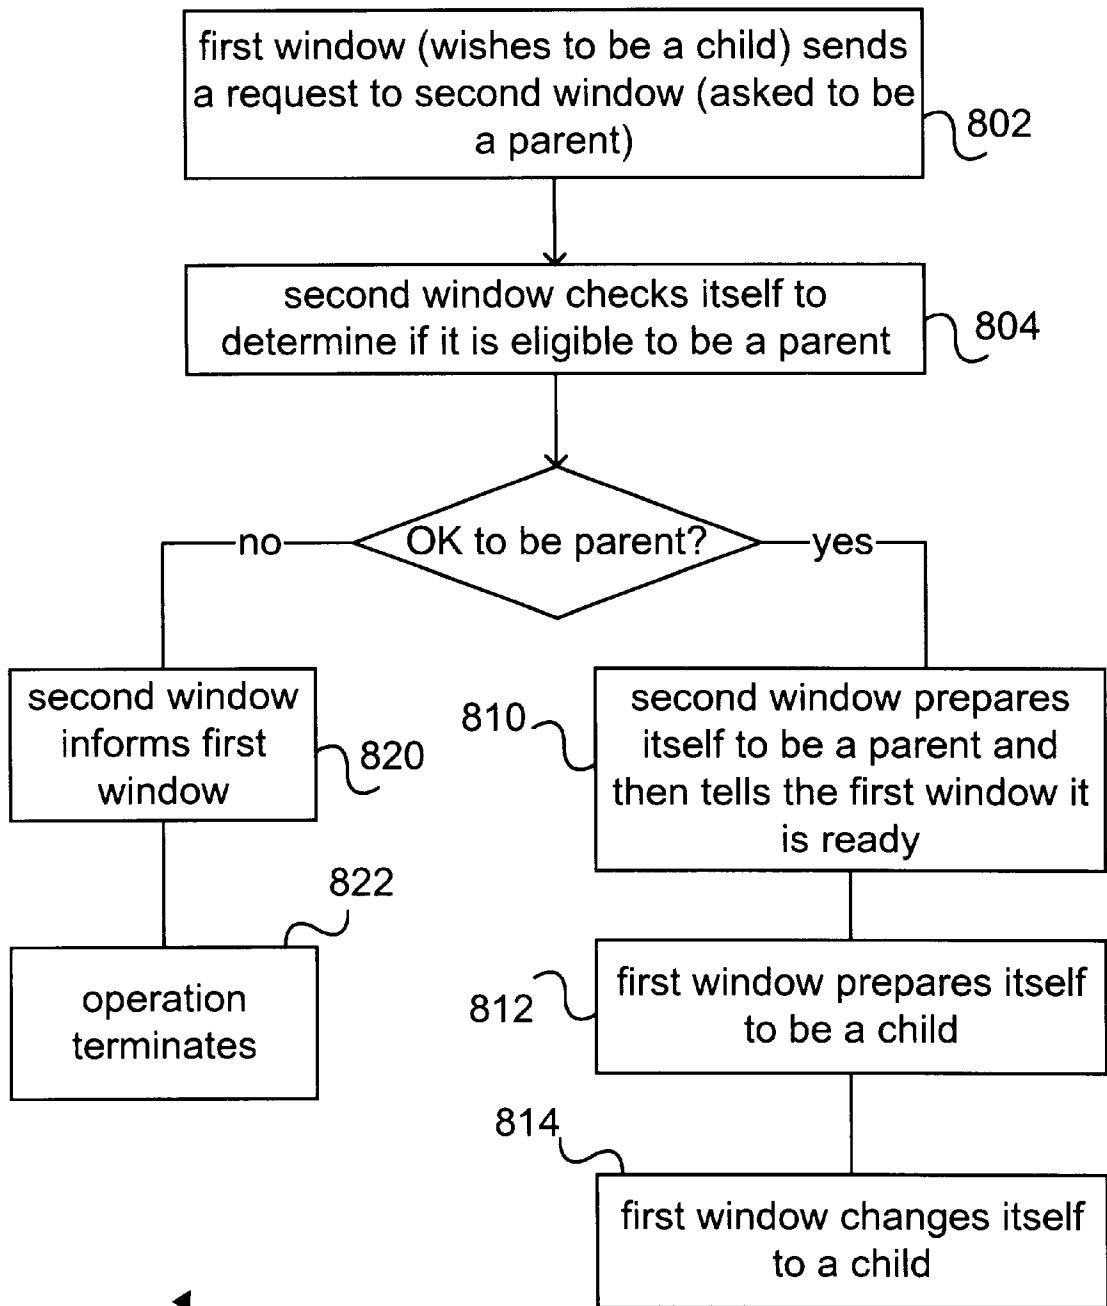 first window (wishes to be a child) sends
a request to second window (asked to be
a parent)
802
second window checks itself to
determine if it is eligible to be a parent
804
no
OK to be parent?
yes
second window
informs first
window
820
810
second window prepares
itself to be a parent and
then tells the first window it
is ready
822
operation
terminates
812
first window prepares itself
to be a child
814
first window changes itself
to a child